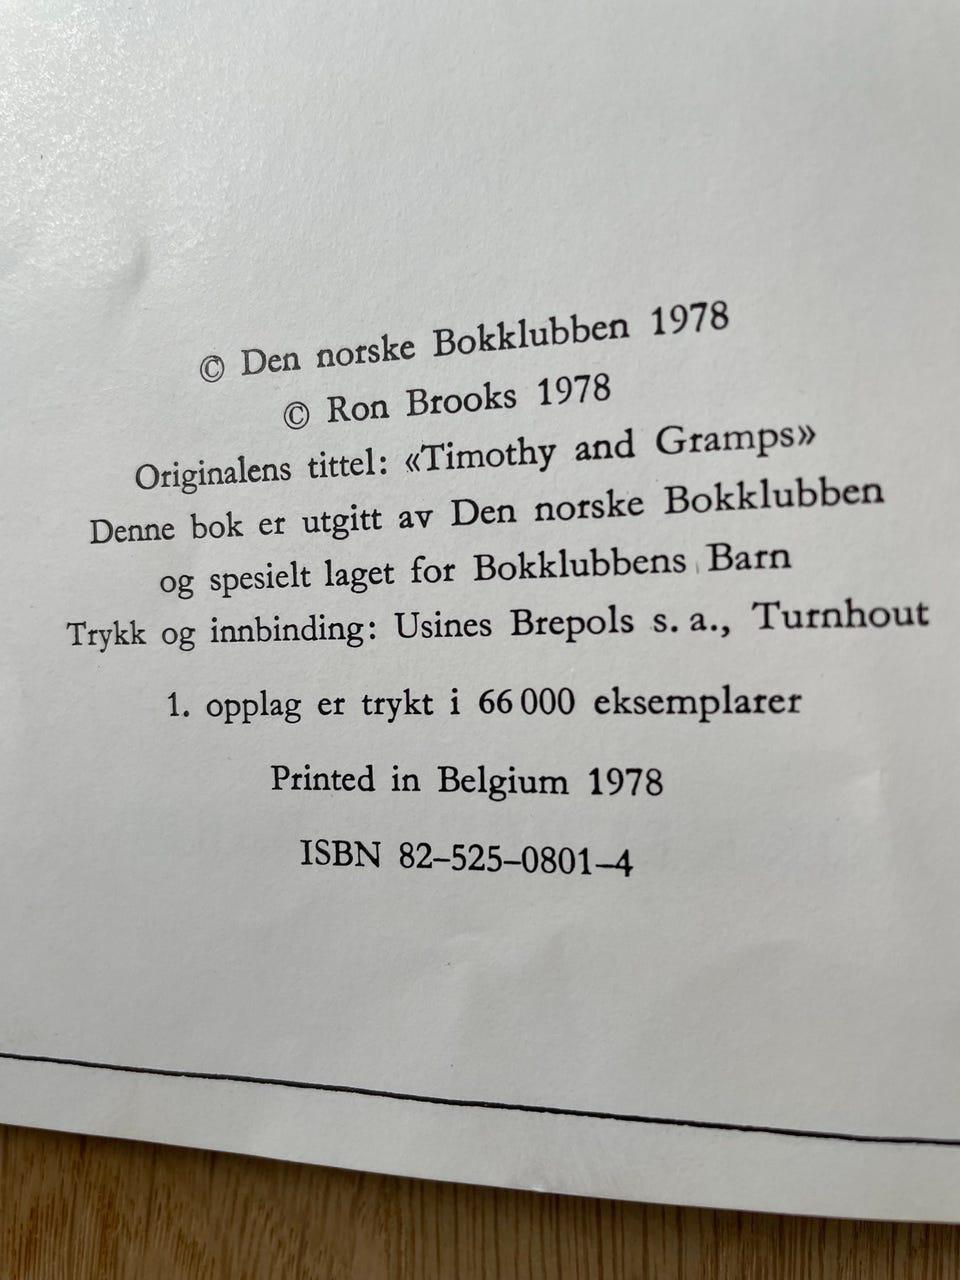 © Den norske Bokklubben 1978
© Ron Brooks 1978
Originalens tittel: «Timothy and Gramps»
Denne bok er utgitt av Den norske Bokklubben
og spesielt laget for Bokklubbens Barn
Trykk og innbinding: Usines Brepols s. a., Turnhout
1. opplag er trykt i 66 000 eksemplarer
Printed in Belgium 1978
ISBN 82–525–0801–4